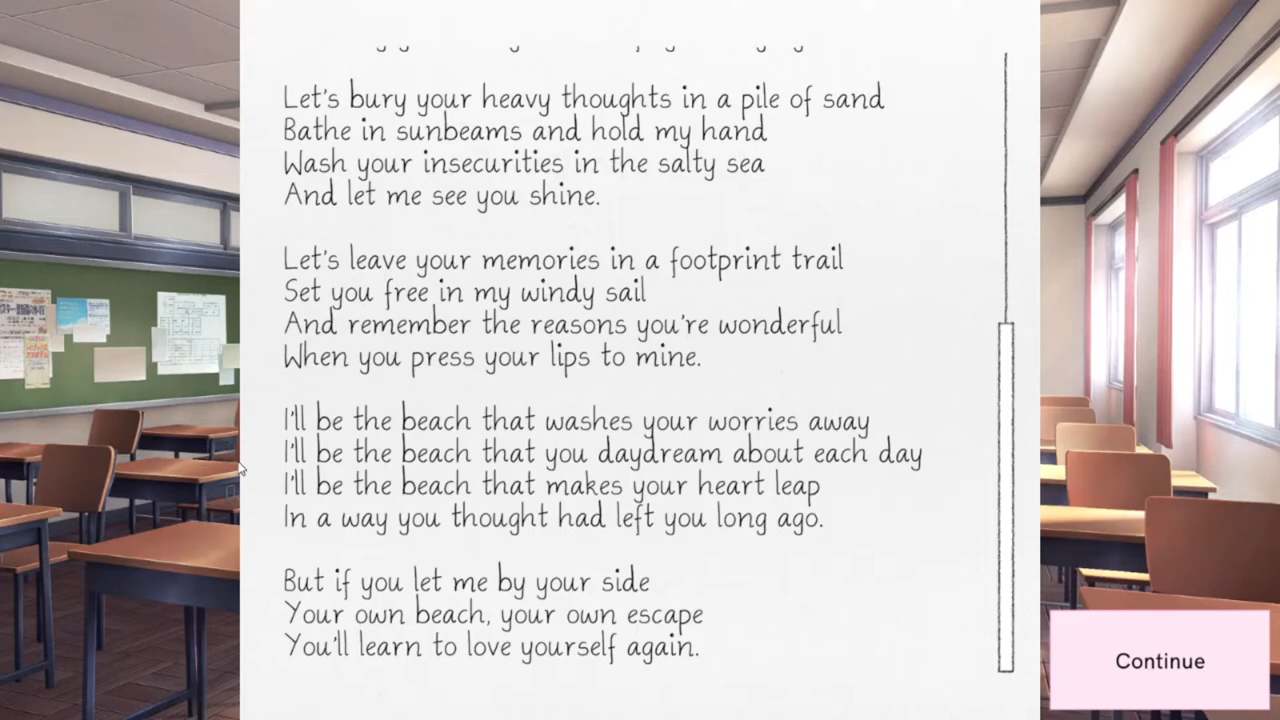 Let's bury your heavy thoughts in a pile of sand
Bathe in sunbeams and hold my hand
Wash your insecurities in the salty sea
And let me see you shine.
Let's leave your memories in a footprint trail
Set you free in my windy sail
And remember the reasons you're wonderful
When you press your lips to mine.
I'll be the beach that washes your worries away
I'll be the beach that you daydream about each day
I'll be the beach that makes your heart leap
In a way you thought had left you long ago.
But if you let me by your side
Your own beach, your own escape
You'll learn to love yourself again.
Continue